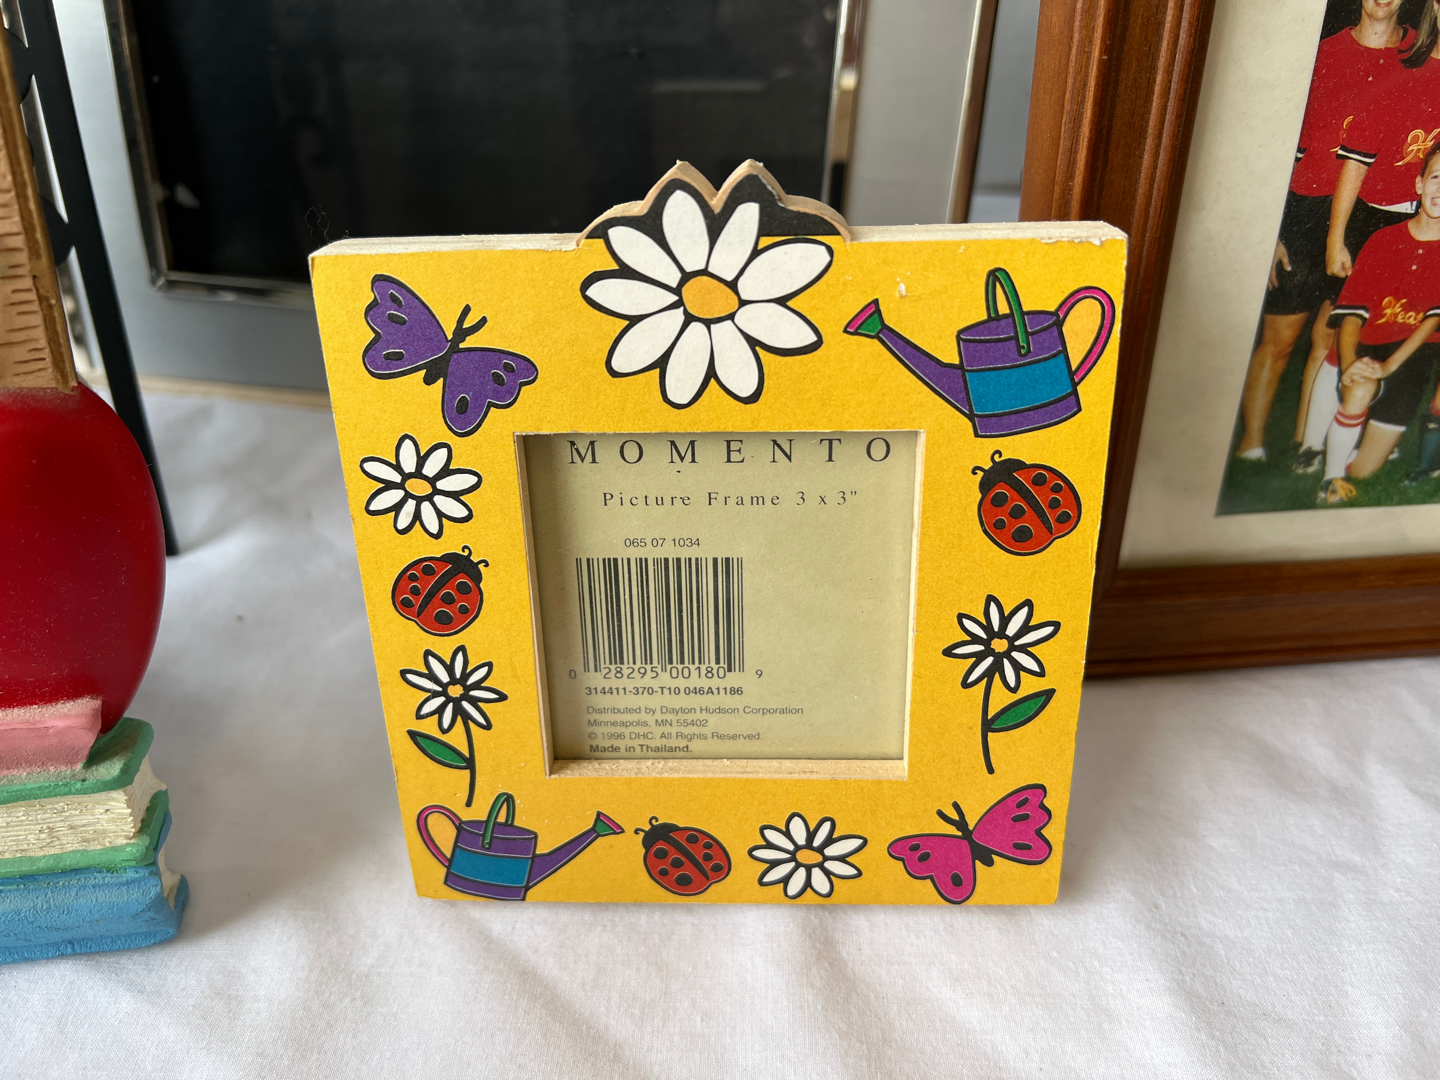 MOMENTO
Picture Frame 3 x 3"
065 07 1034
0 28295 00180 9
314411-370-T10 046A1186
Distributed by Dayton Hudson Corporation
Minneapolis, MN 55402
© 1996 DHC. All Rights Reserved.
Made in Thailand.